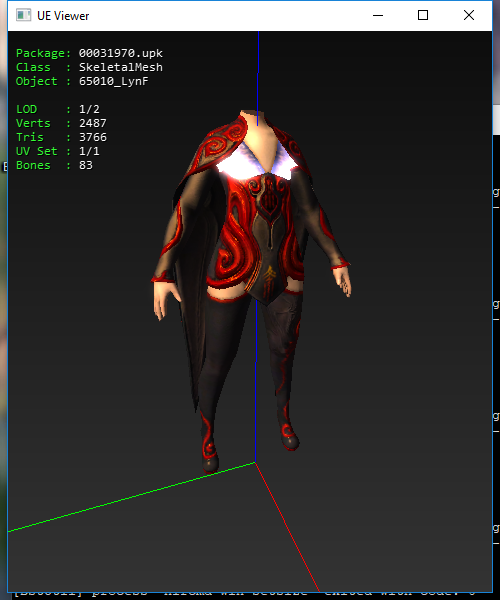 UE Viewer
Package: 00031970.upk
Class : SkeletalMesh
Object : 65010_LynF
LOD : 1/2
Verts : 2487
Tris : 3766
UV Set : 1/1
Bones : 83